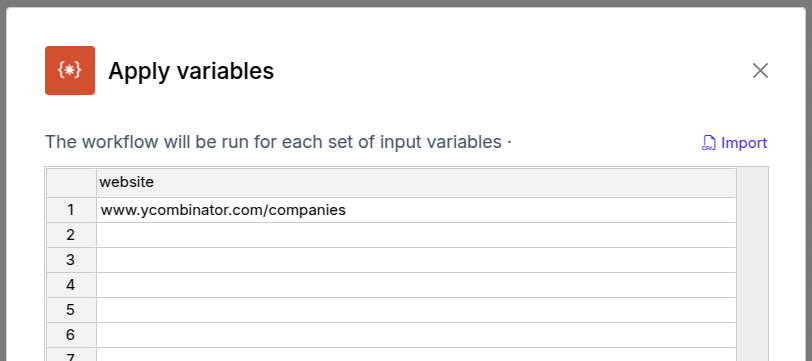 {*}
Apply variables
The workflow will be run for each set of input variables ·
CSV Import
website
1 www.ycombinator.com/companies
2
3
4
5
6
7